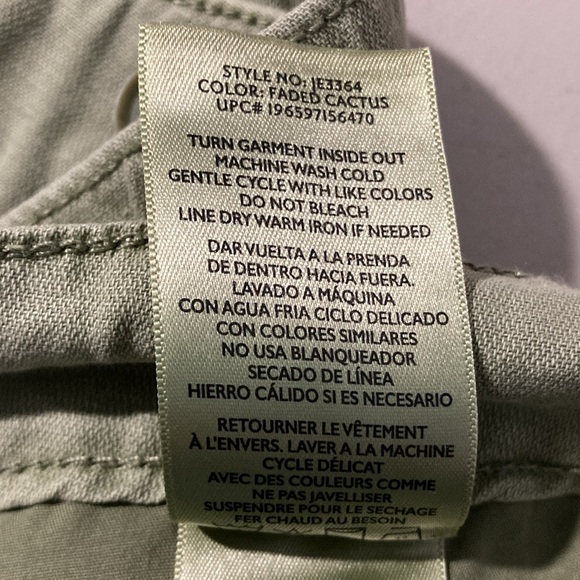 STYLE NO: JE3364
COLOR: FADED CACTUS
UPC# 196597156470
TURN GARMENT INSIDE OUT
MACHINE WASH COLD
GENTLE CYCLE WITH LIKE COLORS
DO NOT BLEACH
LINE DRY WARM IRON IF NEEDED
DAR VUELTA A LA PRENDA
DE DENTRO HACIA FUERA.
LAVADO A MÁQUINA
CON AGUA FRIA CICLO DELICADO
CON COLORES SIMILARES
NO USA BLANQUEADOR
SECADO DE LÍNEA
HIERRO CÁLIDO SI ES NECESARIO
RETOURNER LE VÊTEMENT
À L'ENVERS. LAVER A LA MACHINE
CYCLE DÉLICAT
AVEC DES COULEURS COMME
NE PAS JAVELLISER
SUSPENDRE POUR LE SECHAGE
FER CHAUD AU BESOIN